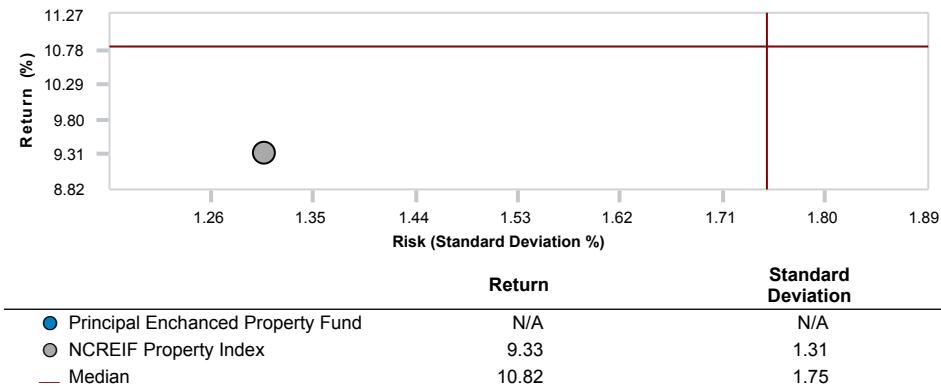 11.27
10.78
10.29
9.80
9.31
8.82
Return (%)
1.26 1.35 1.44 1.53 1.62 1.71 1.80 1.89
Risk (Standard Deviation %)
Return Standard Deviation
Principal Enchanced Property Fund N/A N/A
NCREIF Property Index 9.33 1.31
Median 10.82 1.75